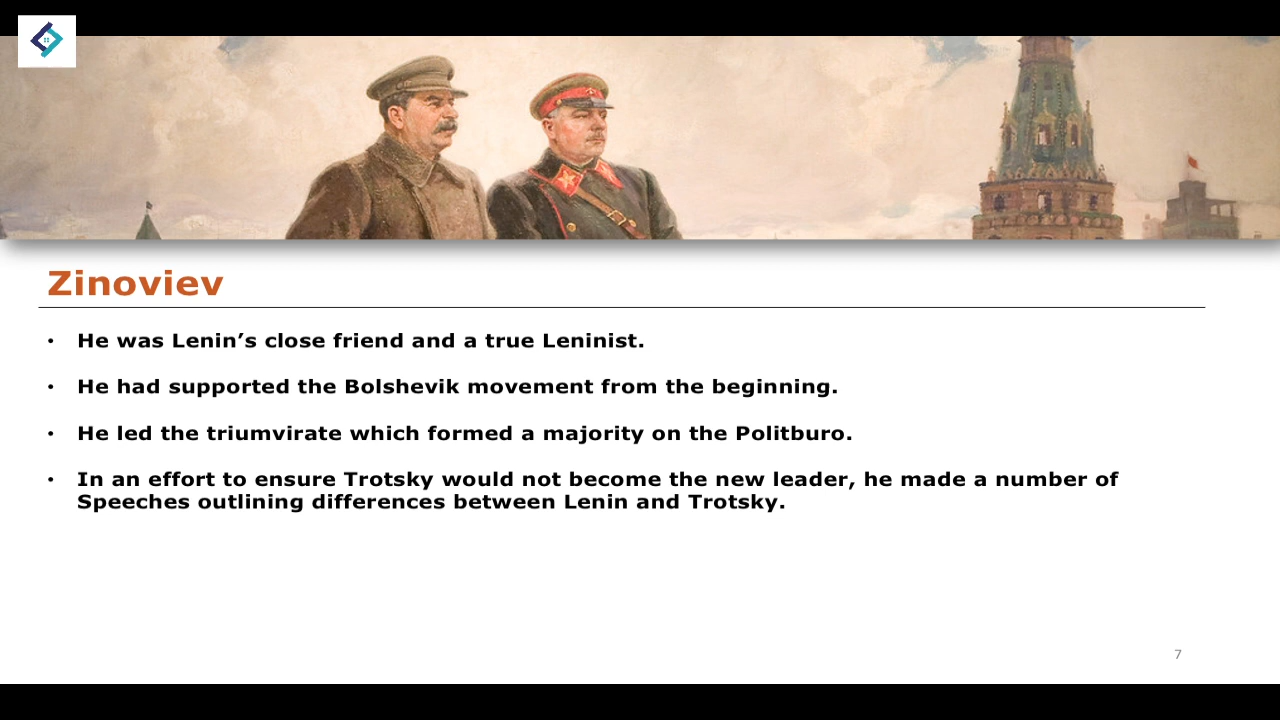 Zinoviev
• He was Lenin’s close friend and a true Leninist.
• He had supported the Bolshevik movement from the beginning.
• He led the triumvirate which formed a majority on the Politburo.
• In an effort to ensure Trotsky would not become the new leader, he made a number of
Speeches outlining differences between Lenin and Trotsky.
7